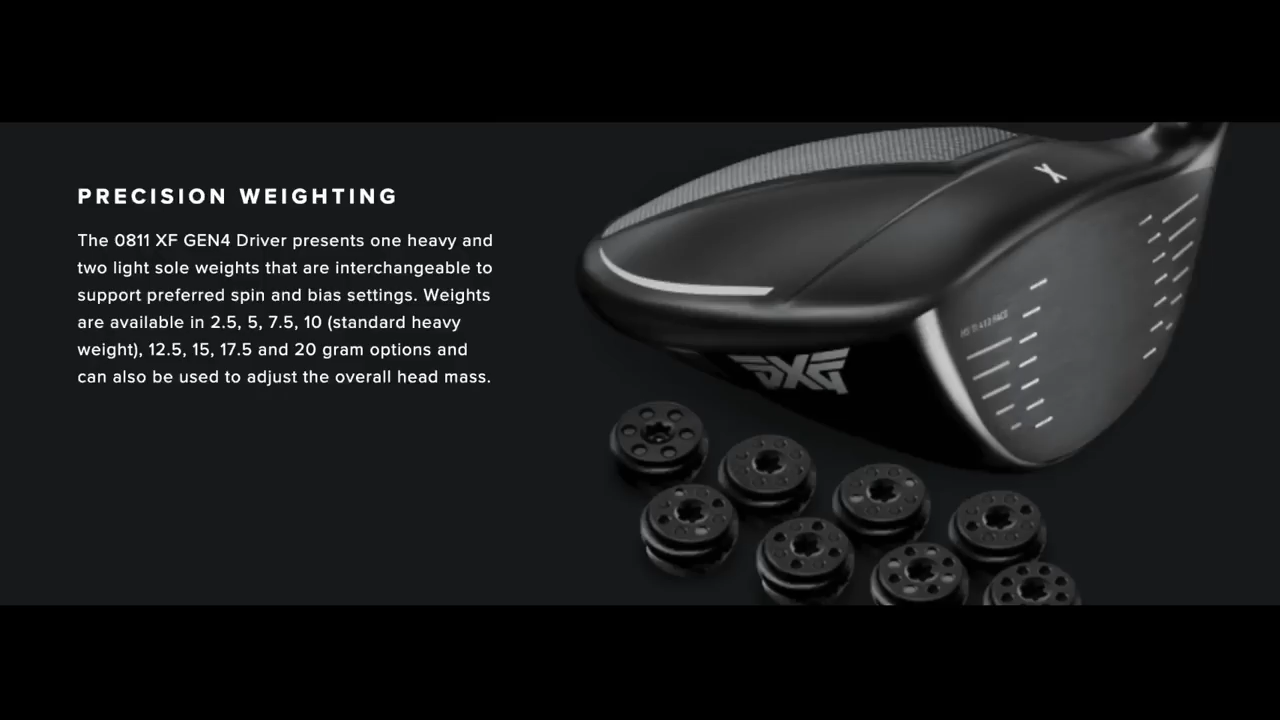 PRECISION WEIGHTING
The 0811 XF GEN4 Driver presents one heavy and
two light sole weights that are interchangeable to
support preferred spin and bias settings. Weights
are available in 2.5, 5, 7.5, 10 (standard heavy
weight), 12.5, 15, 17.5 and 20 gram options and
can also be used to adjust the overall head mass.
X
PXG